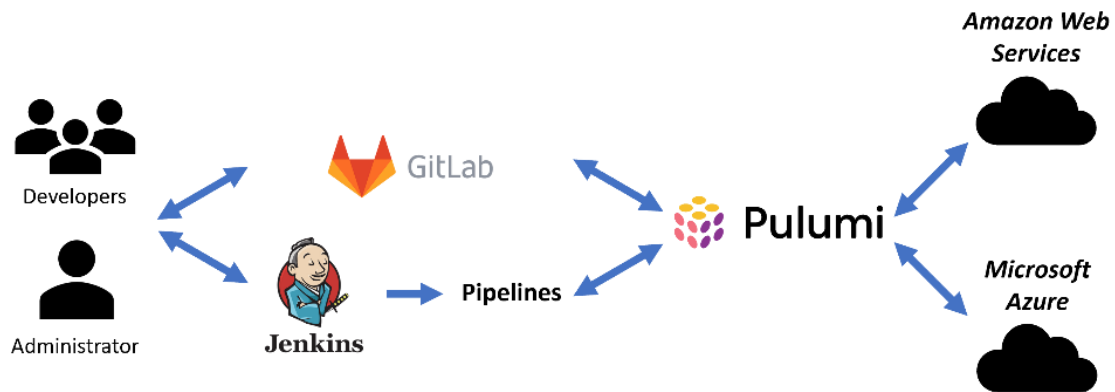 Developers
Administrator
GitLab
Jenkins
Pipelines
Pulumi
Amazon Web
Services
Microsoft
Azure